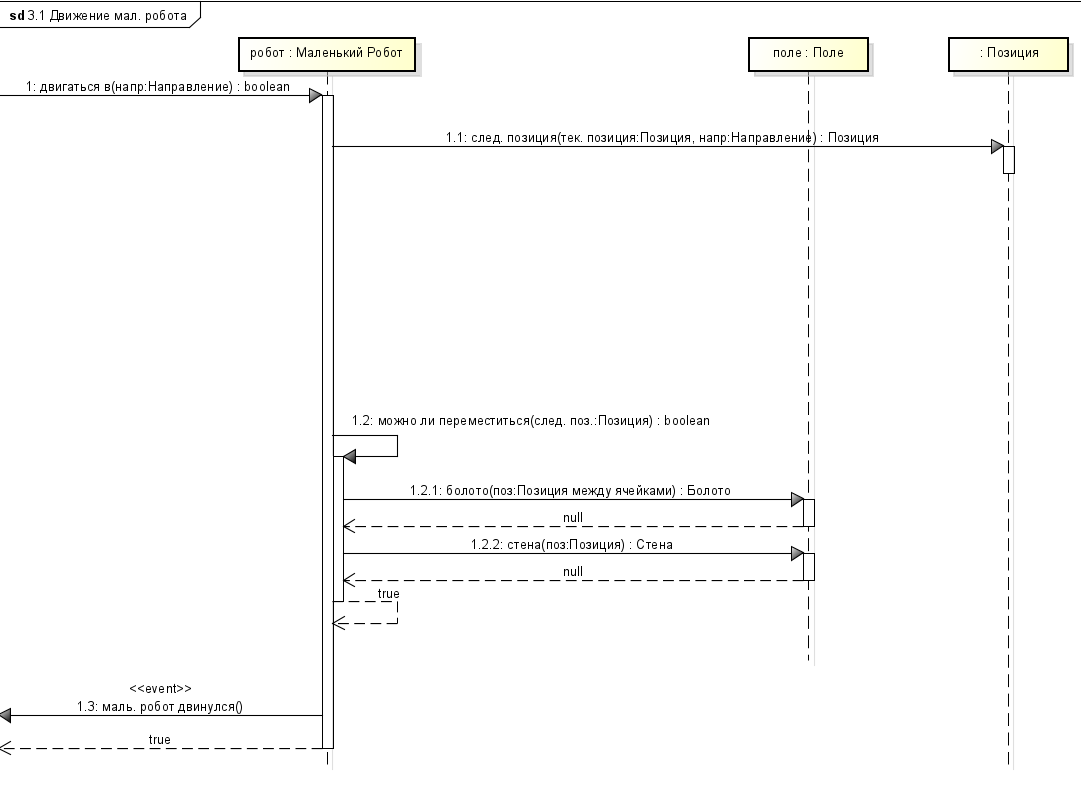 sd 3.1 Движение мал. робота
робот : Маленький Робот
поле : Поле
: Позиция
1: двигаться в(напр:Направление) : boolean
1.1: след. позиция(тек. позиция:Позиция, напр:Направление) : Позиция
1.2: можно ли переместиться(след. поз.:Позиция) : boolean
1.2.1: болото(поз:Позиция между ячейками) : Болото
null
1.2.2: стена(поз:Позиция) : Стена
null
true
<<event>>
1.3: маль. робот двинулся()
true